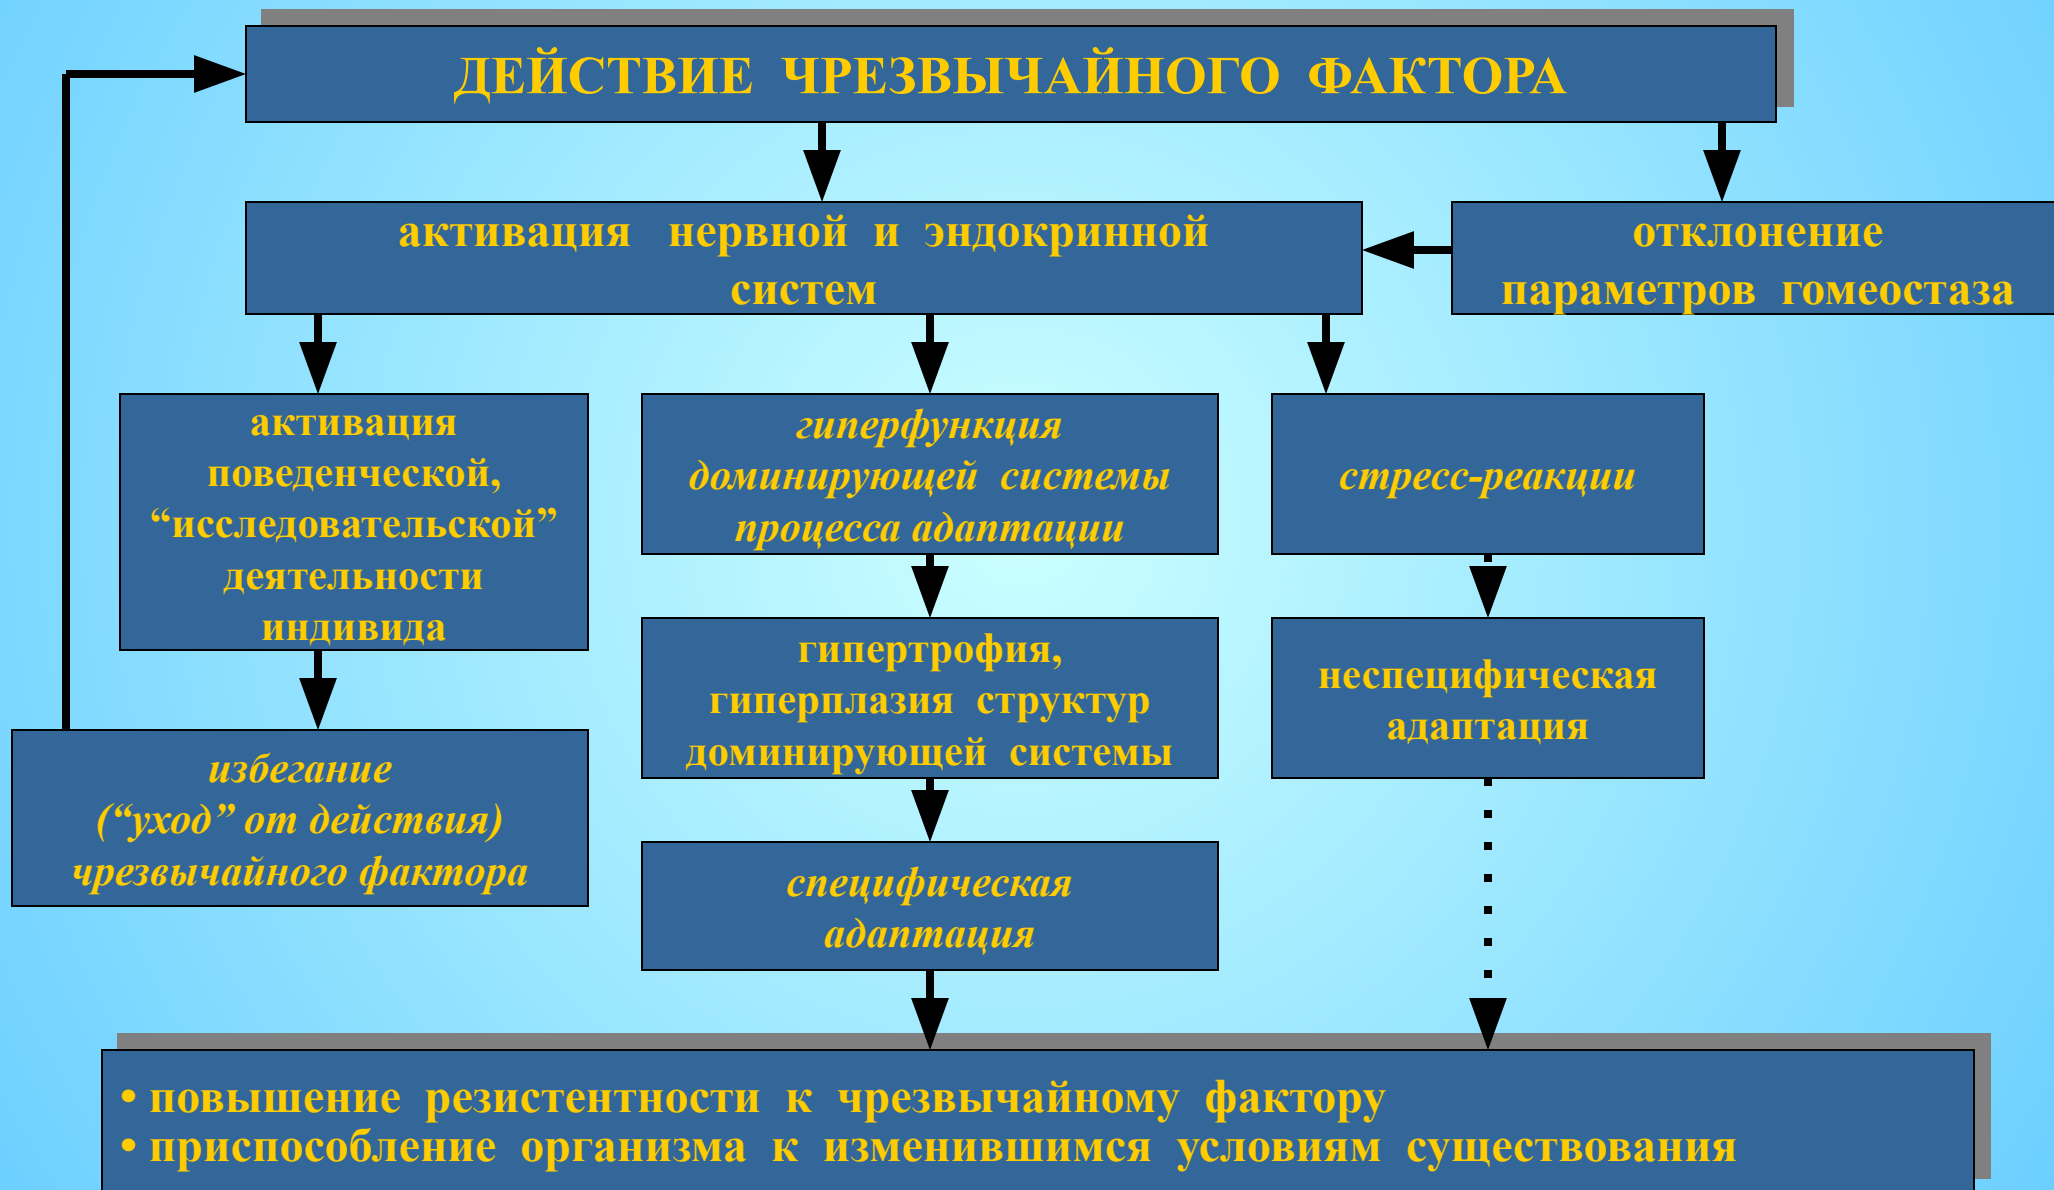 ДЕЙСТВИЕ ЧРЕЗВЫЧАЙНОГО ФАКТОРА
активация нервной и эндокринной
систем
отклонение
параметров гомеостаза
активация
поведенческой,
“исследовательской”
деятельности
индивида
гиперфункция
доминирующей системы
процесса адаптации
стресс-реакции
гипертрофия,
гиперплазия структур
доминирующей системы
неспецифическая
адаптация
избегание
(“уход” от действия)
чрезвычайного фактора
специфическая
адаптация
• повышение резистентности к чрезвычайному фактору
• приспособление организма к изменившимся условиям существования